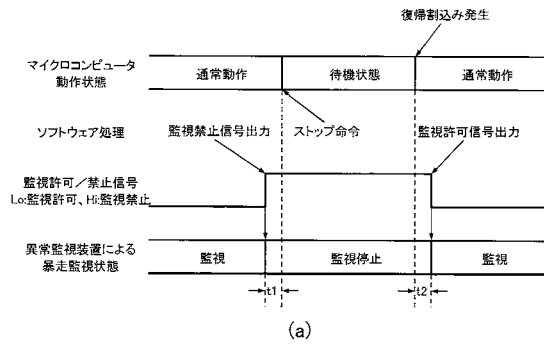 復帰割込み発生
マイクロコンピュータ
動作状態
通常動作
待機状態
通常動作
ソフトウェア処理
監視禁止信号出力
ストップ命令
監視許可信号出力
監視許可／禁止信号
Lo:監視許可、Hi:監視禁止
異常監視装置による
暴走監視状態
監視
監視停止
監視
t1
t2
(a)